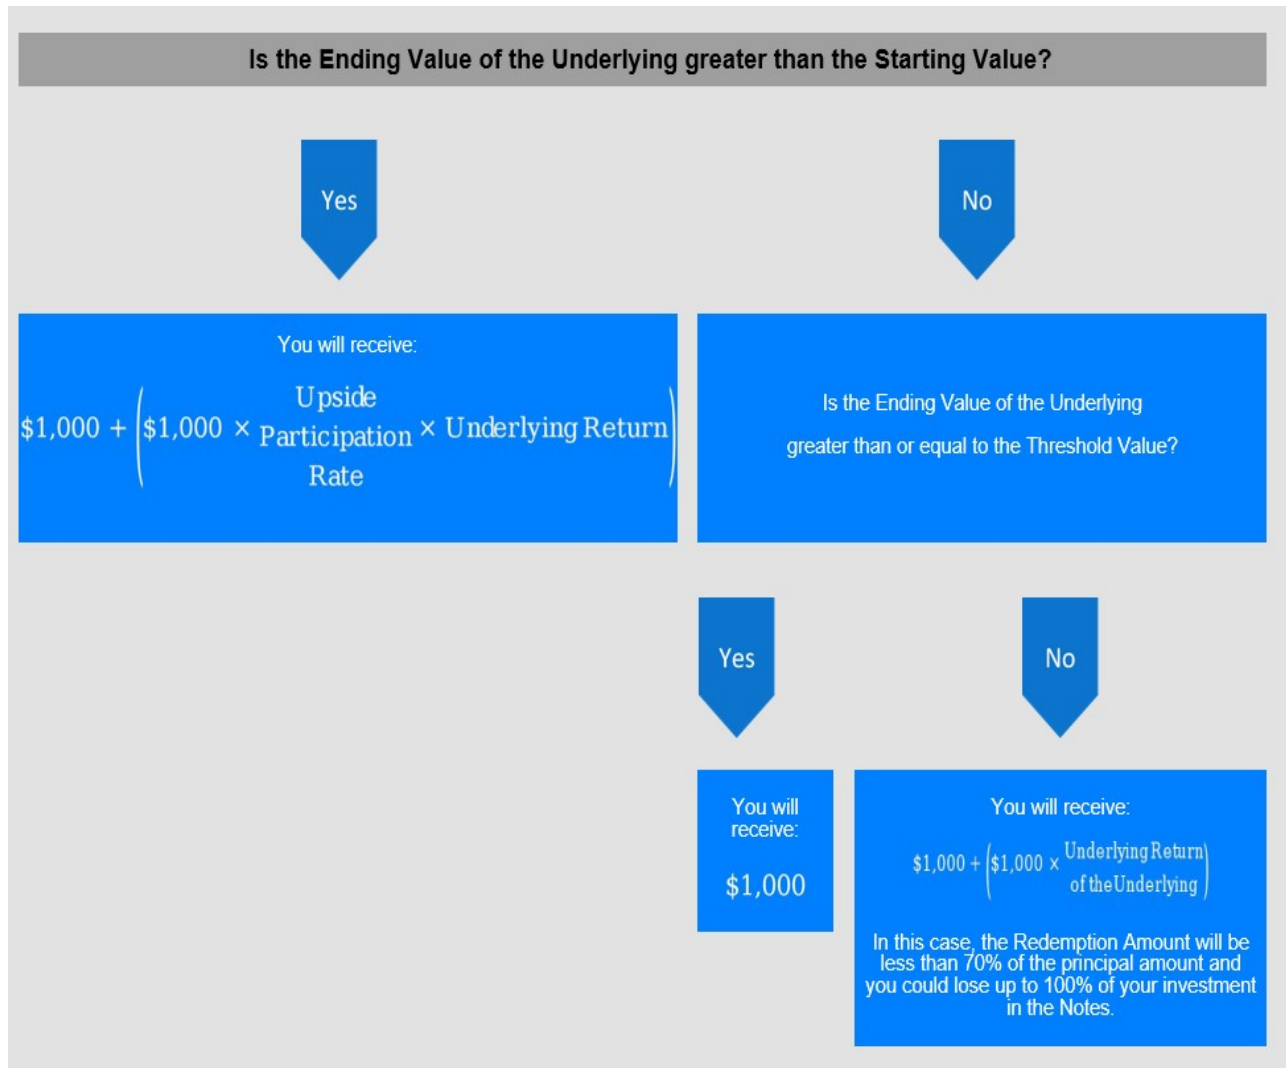 Is the Ending Value of the Underlying greater than the Starting Value?
Yes
No
You will receive:
$1,000 + ($1,000 × Upside Participation Rate × Underlying Return)
Is the Ending Value of the Underlying
greater than or equal to the Threshold Value?
Yes
No
You will
receive:
$1,000
You will receive:
$1,000 + ($1,000 × Underlying Return of the Underlying)
In this case, the Redemption Amount will be
less than 70% of the principal amount and
you could lose up to 100% of your investment
in the Notes.